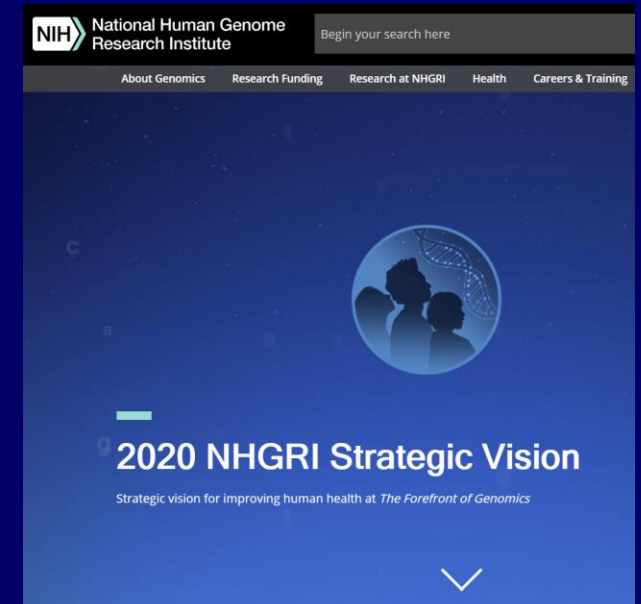 NIH
National Human Genome
Research Institute
Begin your search here
About Genomics Research Funding Research at NHGRI Health Careers & Training
c
a
g
2020 NHGRI Strategic Vision
Strategic vision for improving human health at The Forefront of Genomics